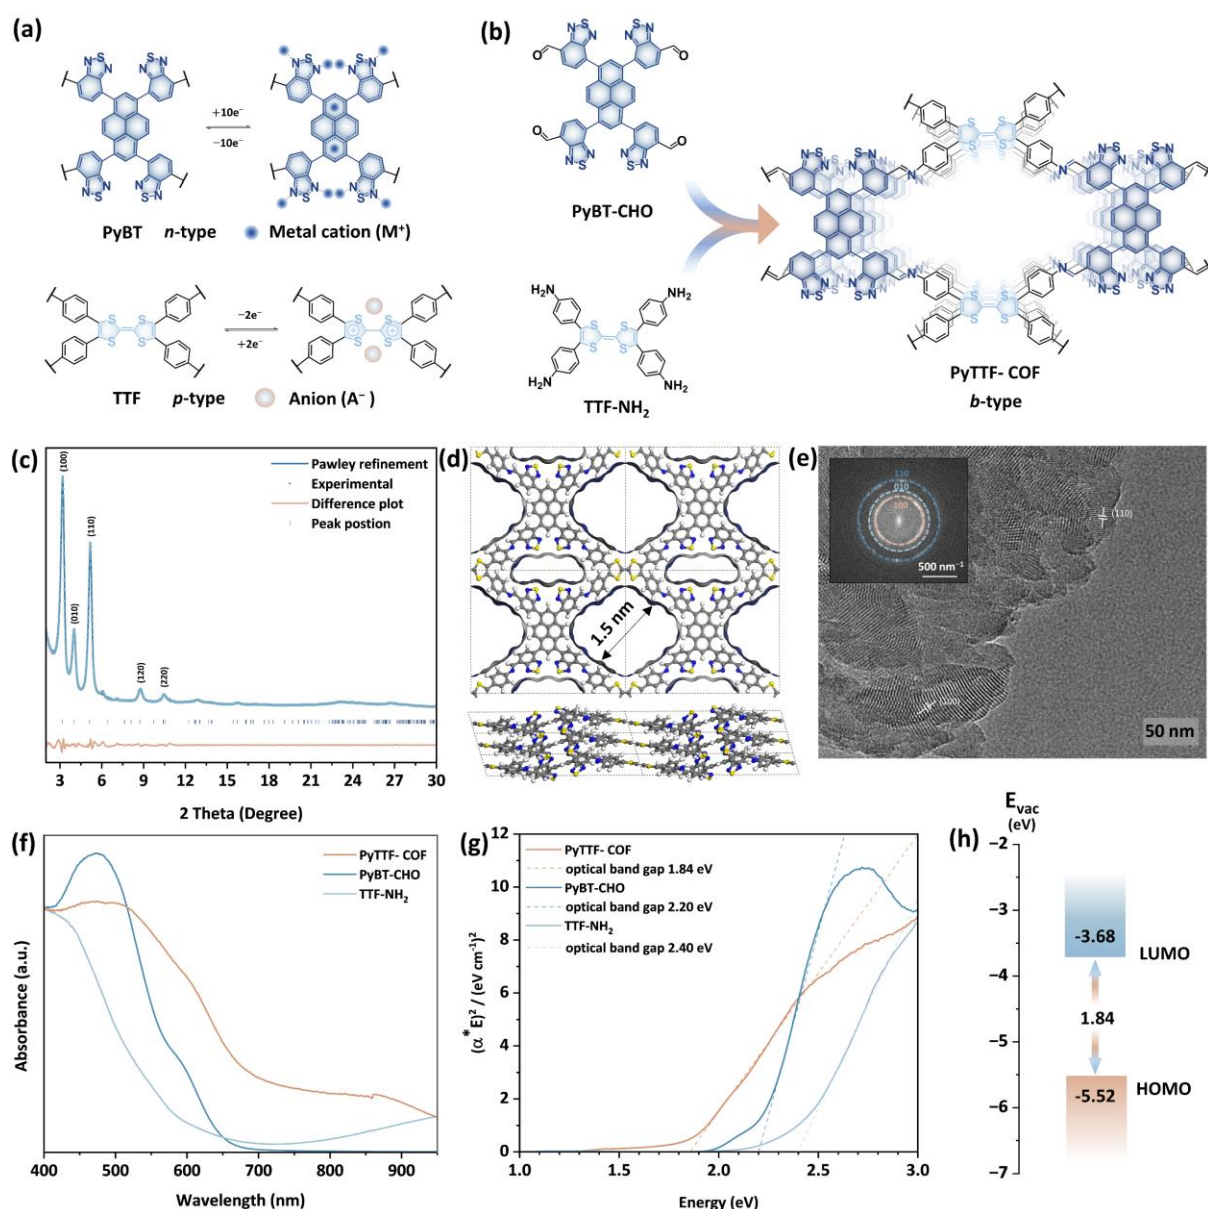 (a)
+10e⁻
−10e⁻
PyBT n-type Metal cation (M⁺)
−2e⁻
+2e⁻
TTF p-type Anion (A⁻)
(b)
PyBT-CHO
H₂N NH₂
H₂N NH₂
TTF-NH₂
PyTTF- COF
b-type
(c)
(100)
(010)
(110)
(120)
(220)
Pawley refinement
Experimental
Difference plot
Peak postion
3 6 9 12 15 18 21 24 27 30
2 Theta (Degree)
(d)
1.5 nm
(e)
110
010
100
500 nm⁻¹
(110)
(100)
50 nm
(f)
PyTTF- COF
PyBT-CHO
TTF-NH₂
Absorbance (a.u.)
400 500 600 700 800 900
Wavelength (nm)
(g)
PyTTF- COF
optical band gap 1.84 eV
PyBT-CHO
optical band gap 2.20 eV
TTF-NH₂
optical band gap 2.40 eV
(α*E)² / (eV cm⁻¹)²
12
10
8
6
4
2
0
1.0 1.5 2.0 2.5 3.0
Energy (eV)
(h)
E_vac
(eV)
−2
−3
−4
−5
−6
−7
-3.68
LUMO
1.84
-5.52
HOMO